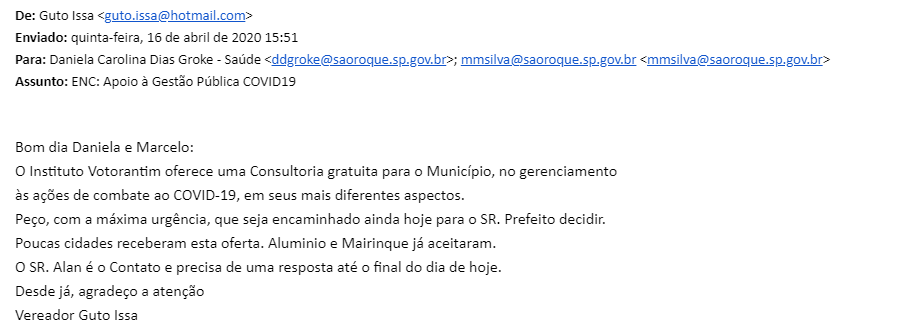 De: Guto Issa <guto.issa@hotmail.com>
Enviado: quinta-feira, 16 de abril de 2020 15:51
Para: Daniela Carolina Dias Groke - Saúde <ddgroke@saoroque.sp.gov.br>; mmsilva@saoroque.sp.gov.br <mmsilva@saoroque.sp.gov.br>
Assunto: ENC: Apoio à Gestão Pública COVID19
Bom dia Daniela e Marcelo:
O Instituto Votorantim oferece uma Consultoria gratuita para o Município, no gerenciamento
às ações de combate ao COVID-19, em seus mais diferentes aspectos.
Peço, com a máxima urgência, que seja encaminhado ainda hoje para o SR. Prefeito decidir.
Poucas cidades receberam esta oferta. Aluminio e Mairinque já aceitaram.
O SR. Alan é o Contato e precisa de uma resposta até o final do dia de hoje.
Desde já, agradeço a atenção
Vereador Guto Issa